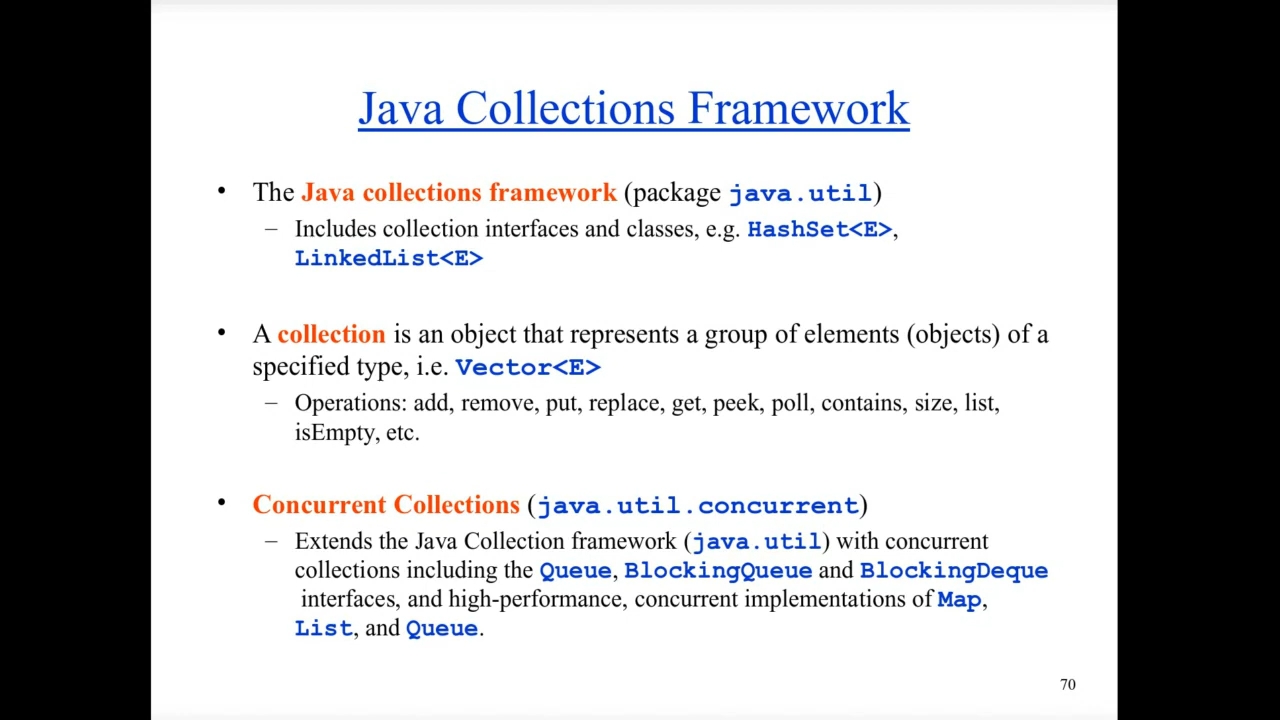 Java Collections Framework
• The Java collections framework (package java.util)
– Includes collection interfaces and classes, e.g. HashSet<E>,
LinkedList<E>
• A collection is an object that represents a group of elements (objects) of a
specified type, i.e. Vector<E>
– Operations: add, remove, put, replace, get, peek, poll, contains, size, list,
isEmpty, etc.
• Concurrent Collections (java.util.concurrent)
– Extends the Java Collection framework (java.util) with concurrent
collections including the Queue, BlockingQueue and BlockingDeque
interfaces, and high-performance, concurrent implementations of Map,
List, and Queue.
70